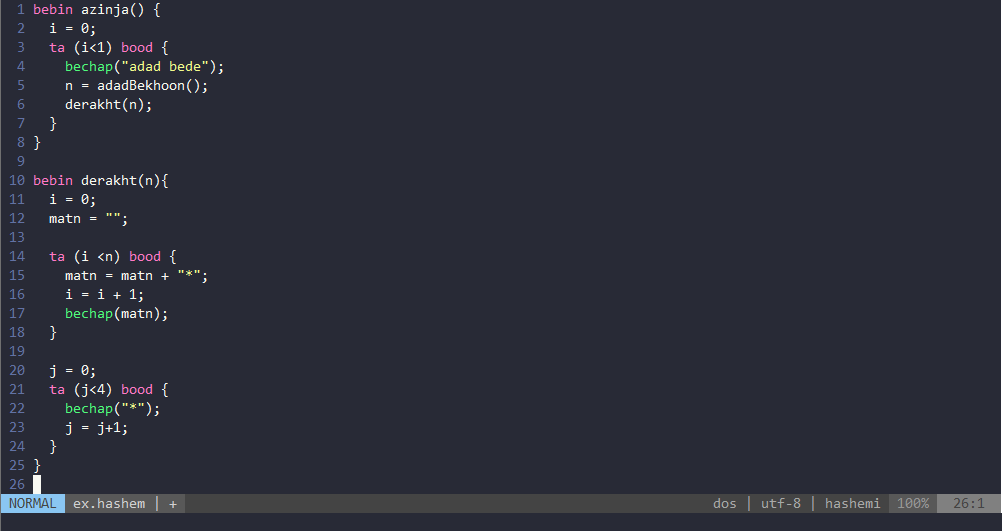 1 bebin azinja() {
2   i = 0;
3   ta (i<1) bood {
4     bechap("adad bede");
5     n = adadBekhoon();
6     derakht(n);
7   }
8 }
9
10 bebin derakht(n){
11   i = 0;
12   matn = "";
13
14   ta (i <n) bood {
15     matn = matn + "*";
16     i = i + 1;
17     bechap(matn);
18   }
19
20   j = 0;
21   ta (j<4) bood {
22     bechap("*");
23     j = j+1;
24   }
25 }
26
NORMAL ex.hashem | + dos | utf-8 | hashemi 100% 26:1